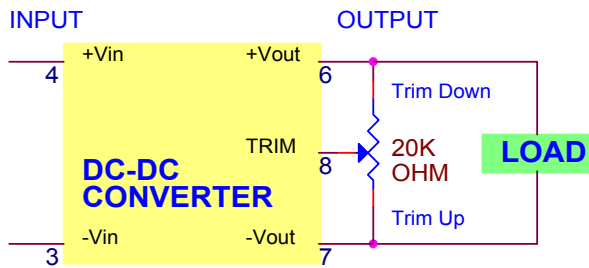 INPUT
OUTPUT
+Vin
+Vout
4
6
Trim Down
TRIM
8
20K
OHM
LOAD
DC-DC
CONVERTER
Trim Up
-Vin
-Vout
3
7